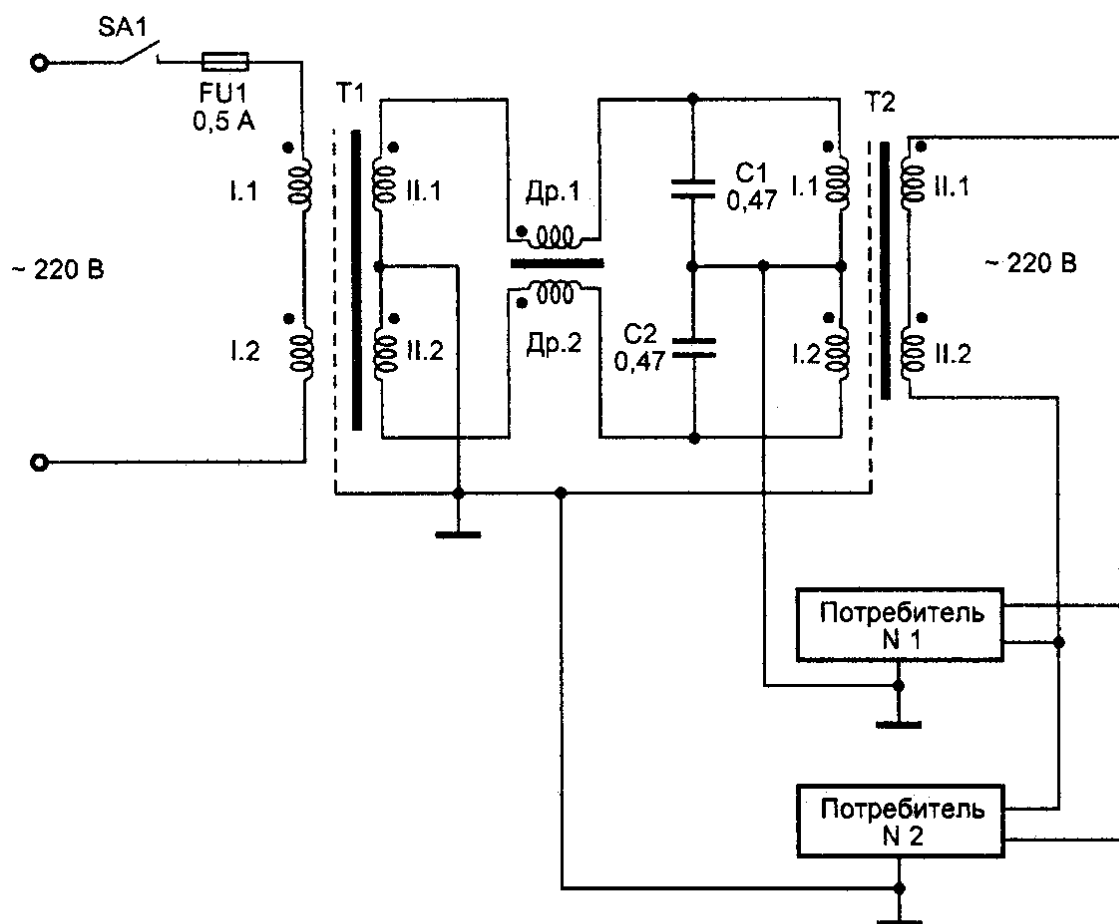 SA1
FU1
0,5 А
T1
T2
I.1
II.1
Др.1
C1
0,47
I.1
II.1
~ 220 В
~ 220 В
I.2
II.2
Др.2
C2
0,47
I.2
II.2
Потребитель
N 1
Потребитель
N 2